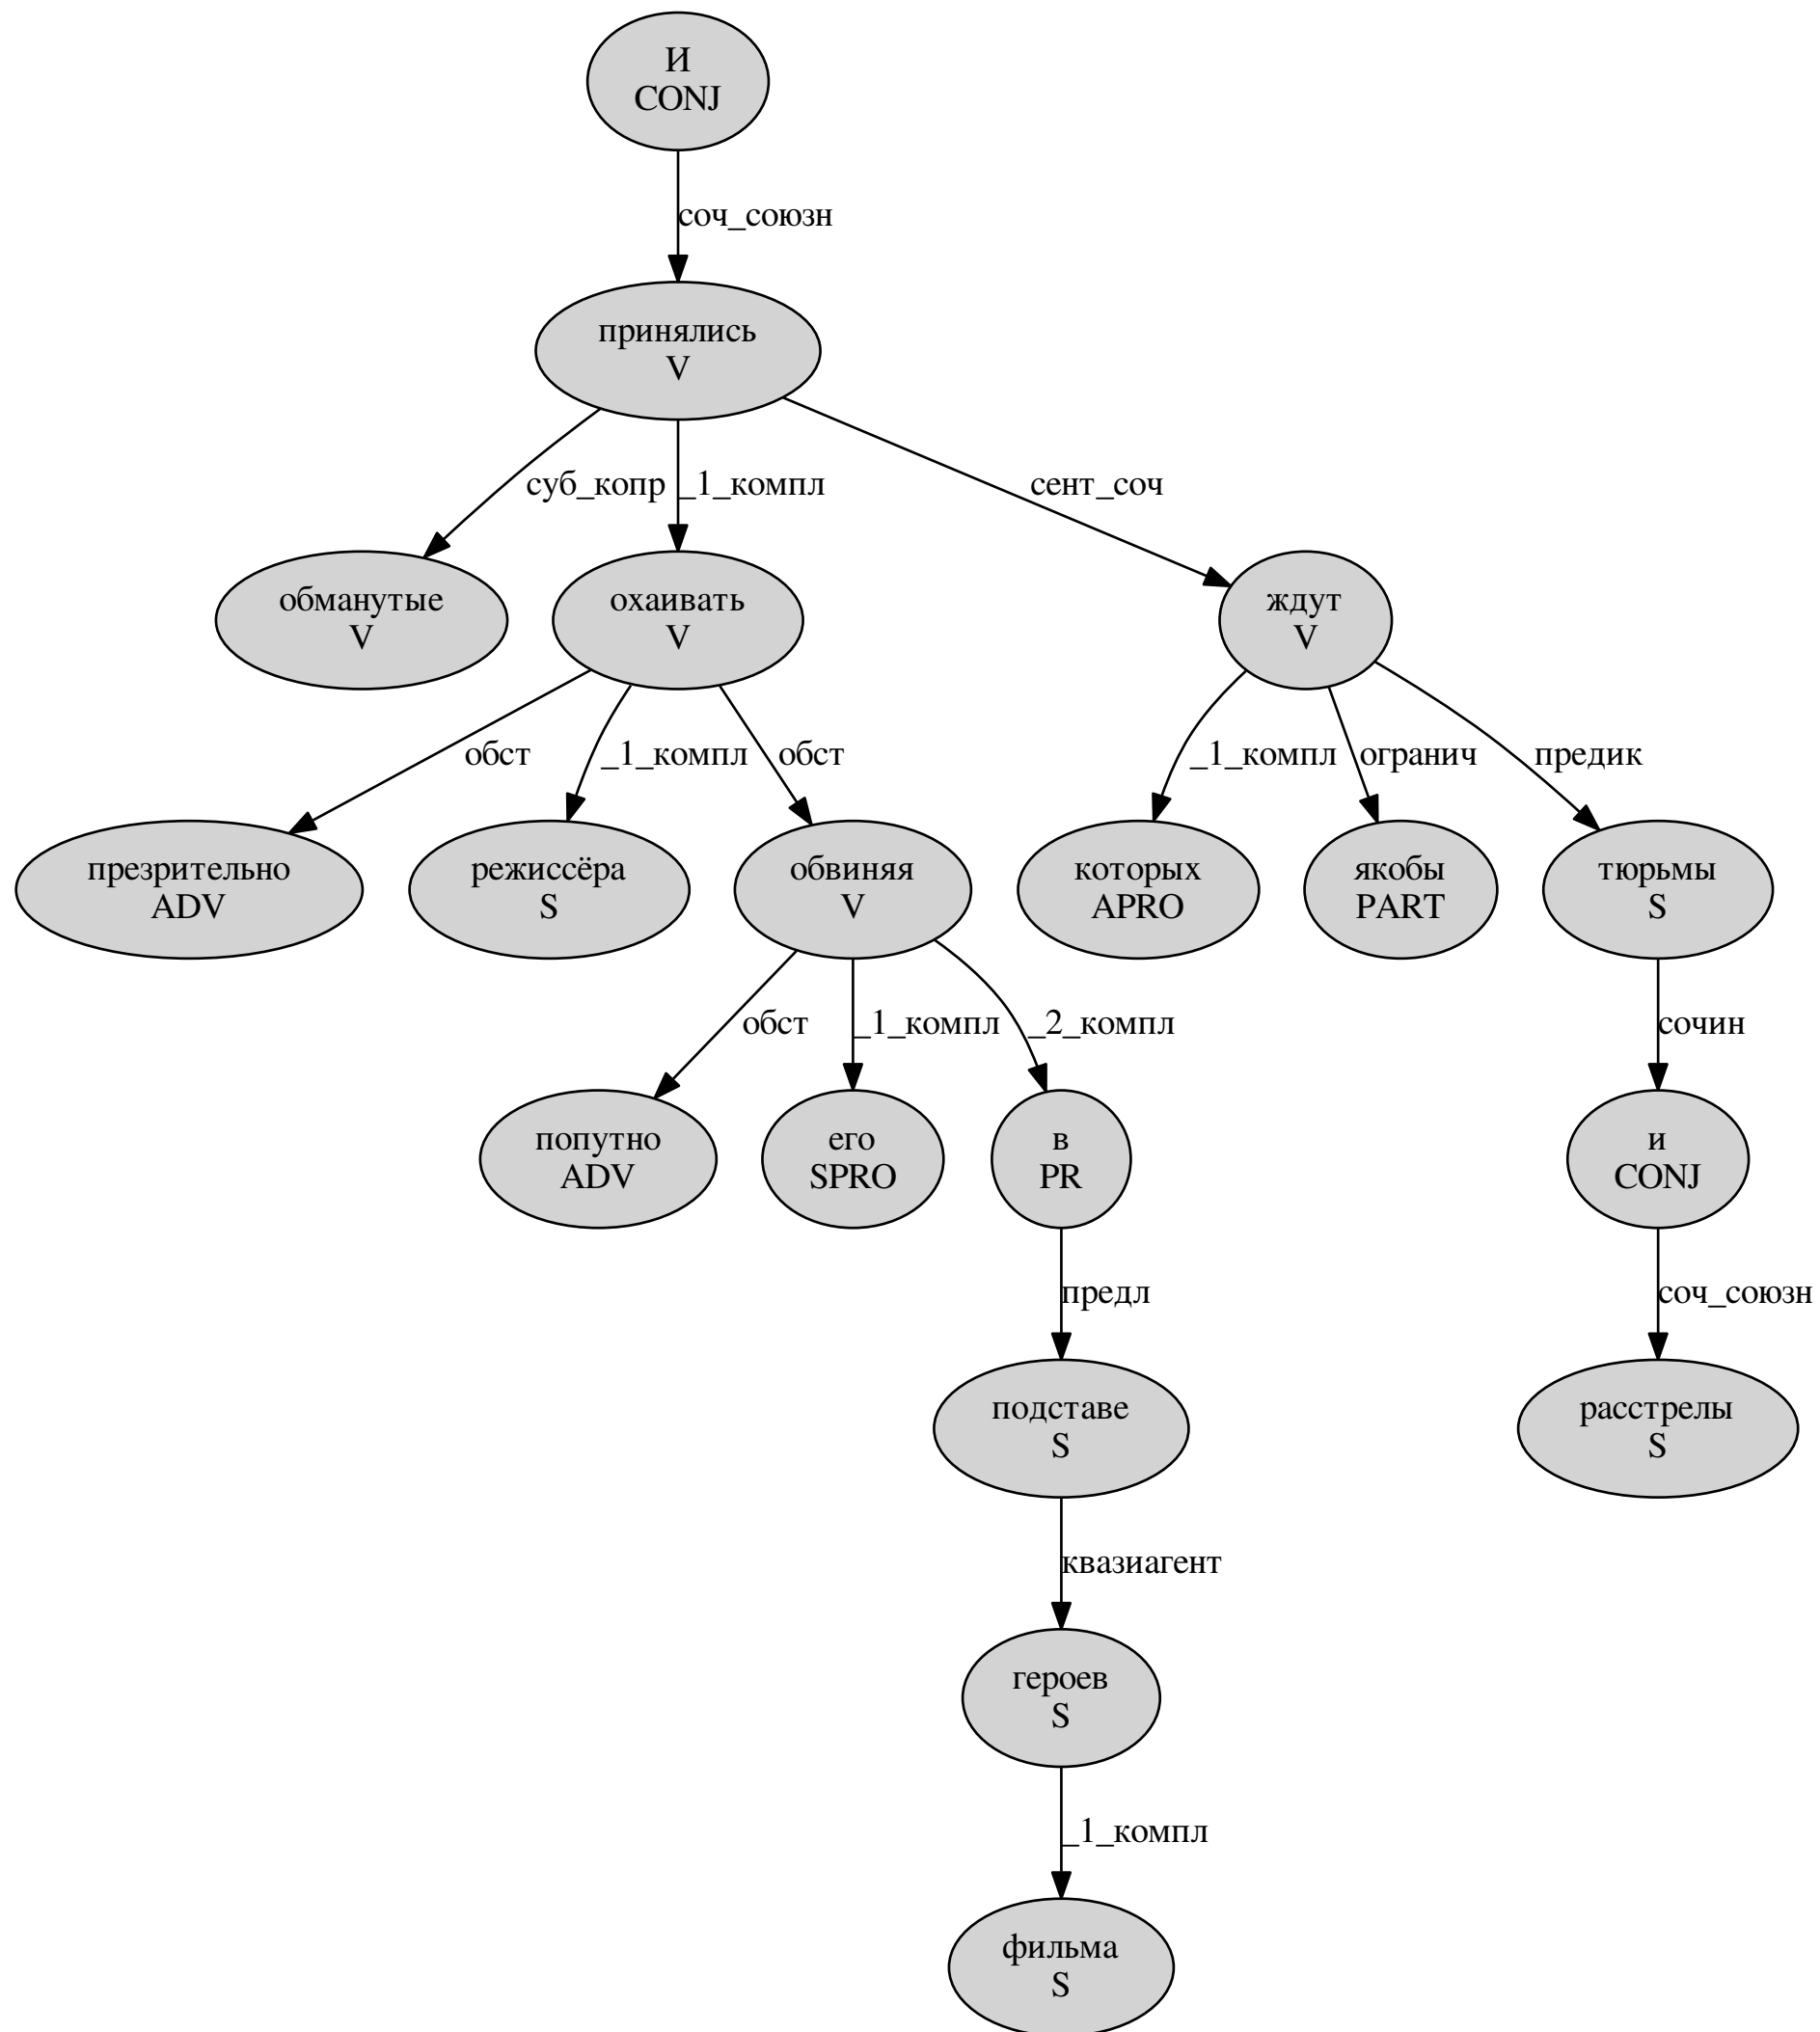 И
CONJ
соч_союзн
принялись
V
суб_копр
_1_компл
сент_соч
обманутые
V
охаивать
V
ждут
V
обст
_1_компл
обст
_1_компл
огранич
предик
презрительно
ADV
режиссёра
S
обвиняя
V
которых
APRO
якобы
PART
тюрьмы
S
обст
_1_компл
_2_компл
сочин
попутно
ADV
его
SPRO
в
PR
и
CONJ
предл
соч_союзн
подставе
S
расстрелы
S
квазиагент
героев
S
_1_компл
фильма
S